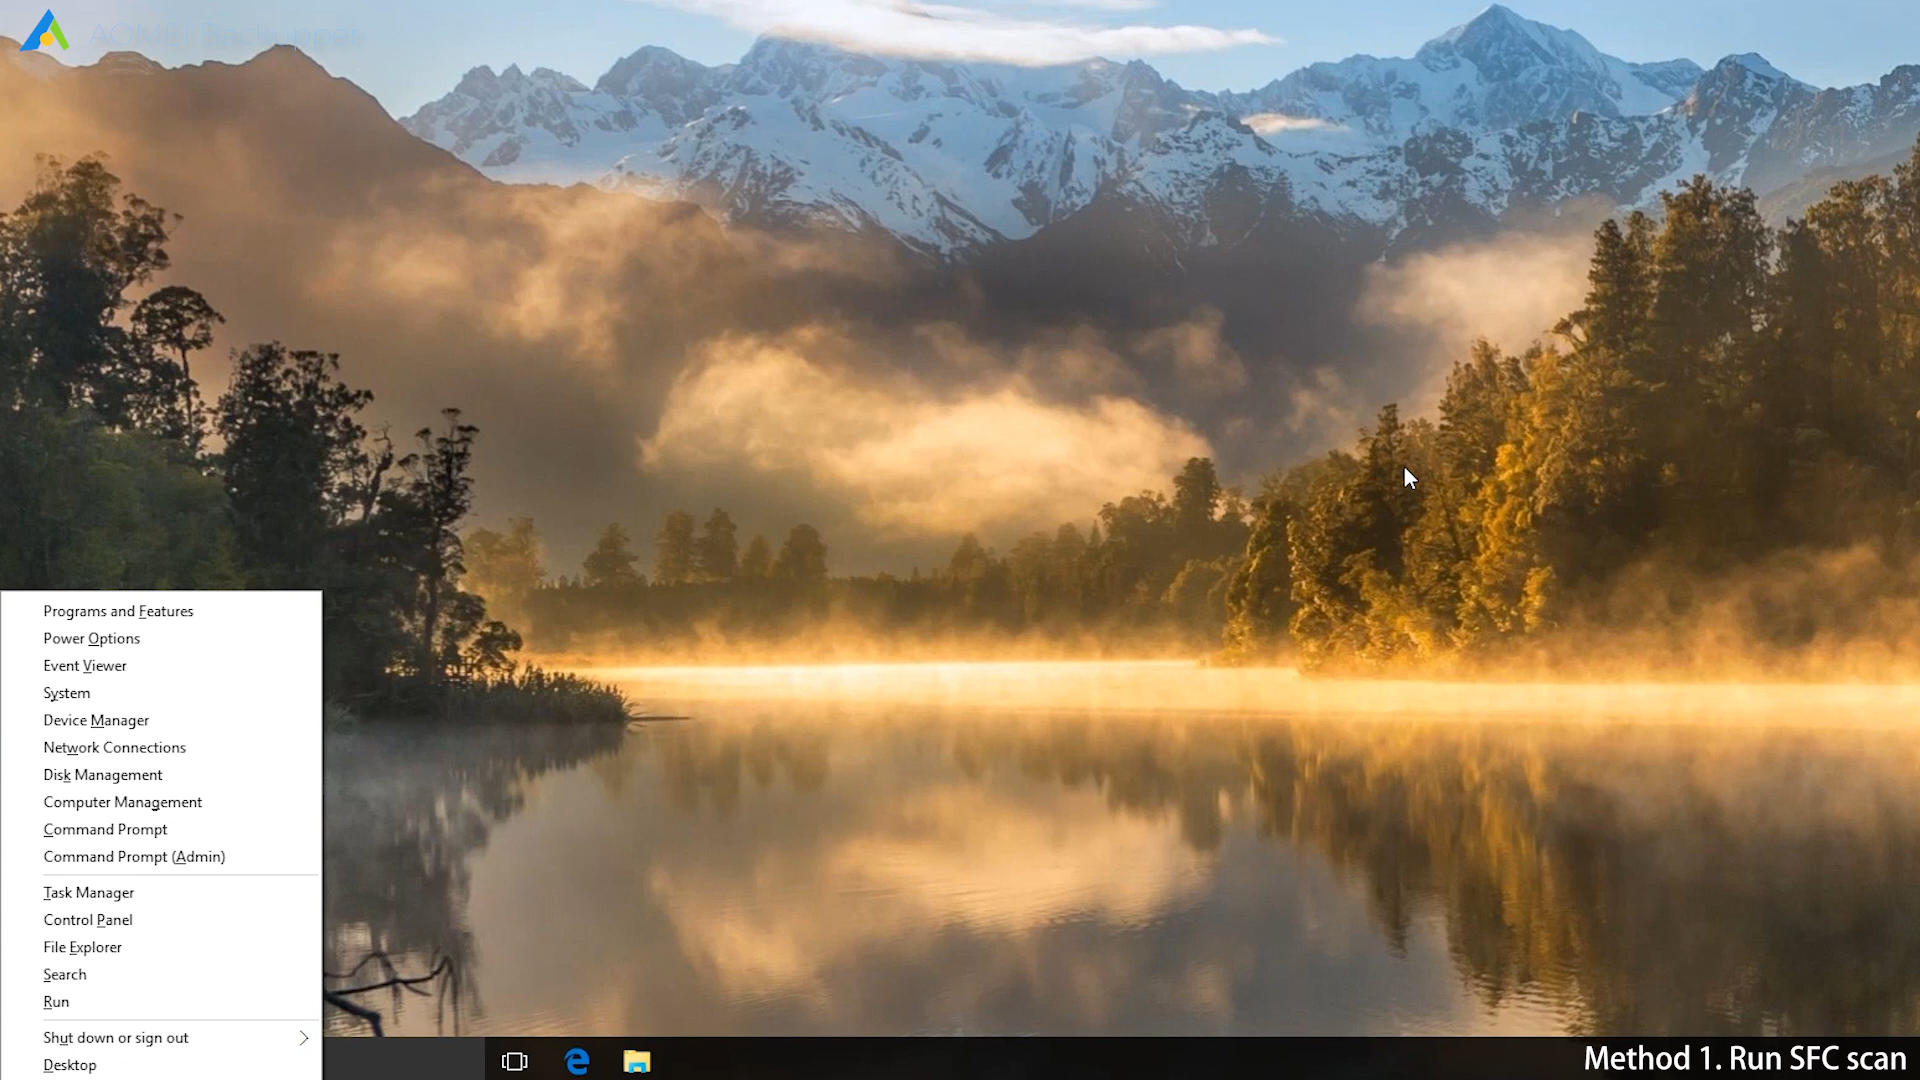 AOMEI Backupper
Programs and Features
Power Options
Event Viewer
System
Device Manager
Network Connections
Disk Management
Computer Management
Command Prompt
Command Prompt (Admin)
Task Manager
Control Panel
File Explorer
Search
Run
Shut down or sign out
Desktop
Method 1. Run SFC scan